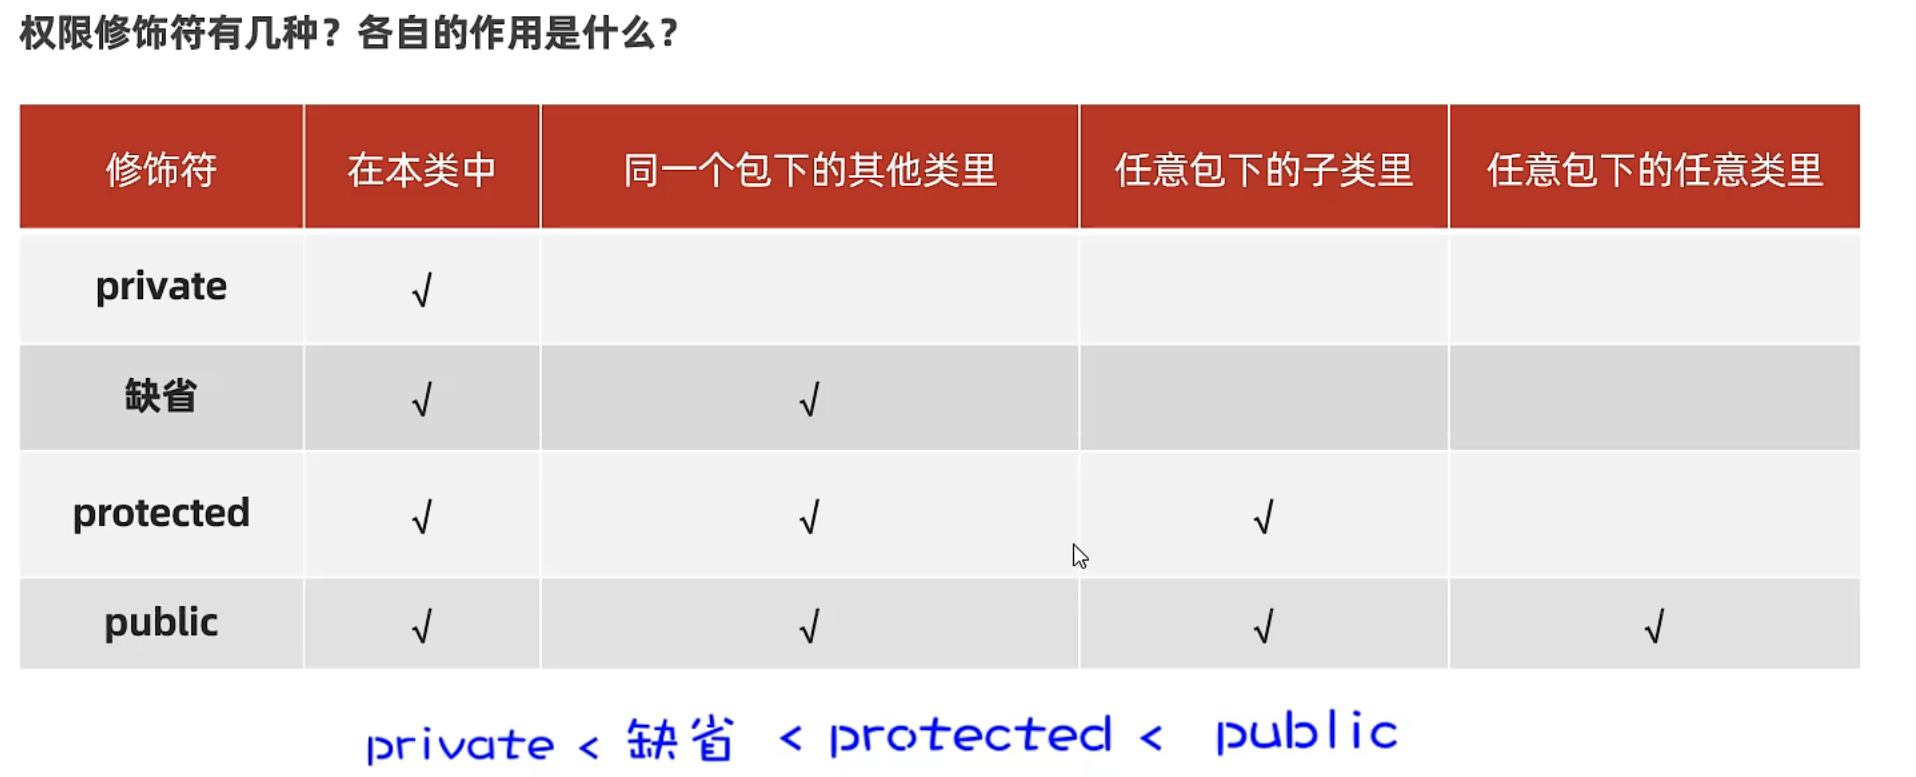 权限修饰符有几种？各自的作用是什么？
修饰符 在本类中 同一个包下的其他类里 任意包下的子类里 任意包下的任意类里
private √
缺省 √ √
protected √ √ √
public √ √ √ √
private < 缺省 < protected < public